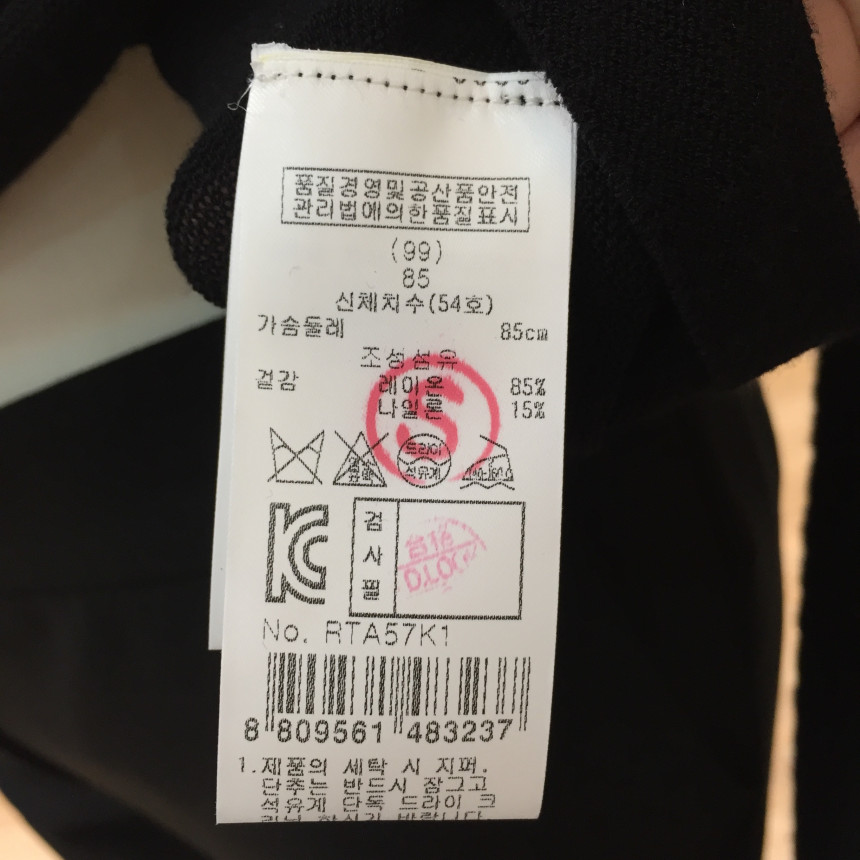 품질경영및공산품안전
관리법에의한품질표시
(99)
85
신체치수(54호)
가슴둘레 85cm
조성섬유
겉감 레이온 85%
나일론 15%
S
드라이
석유계
KC
검사필
합격
D.LOG
No. RTA57K1
8 809561 483237
1.제품의 세탁 시 지퍼,
단추는 반드시 잠그고
석유계 단독 드라이 크